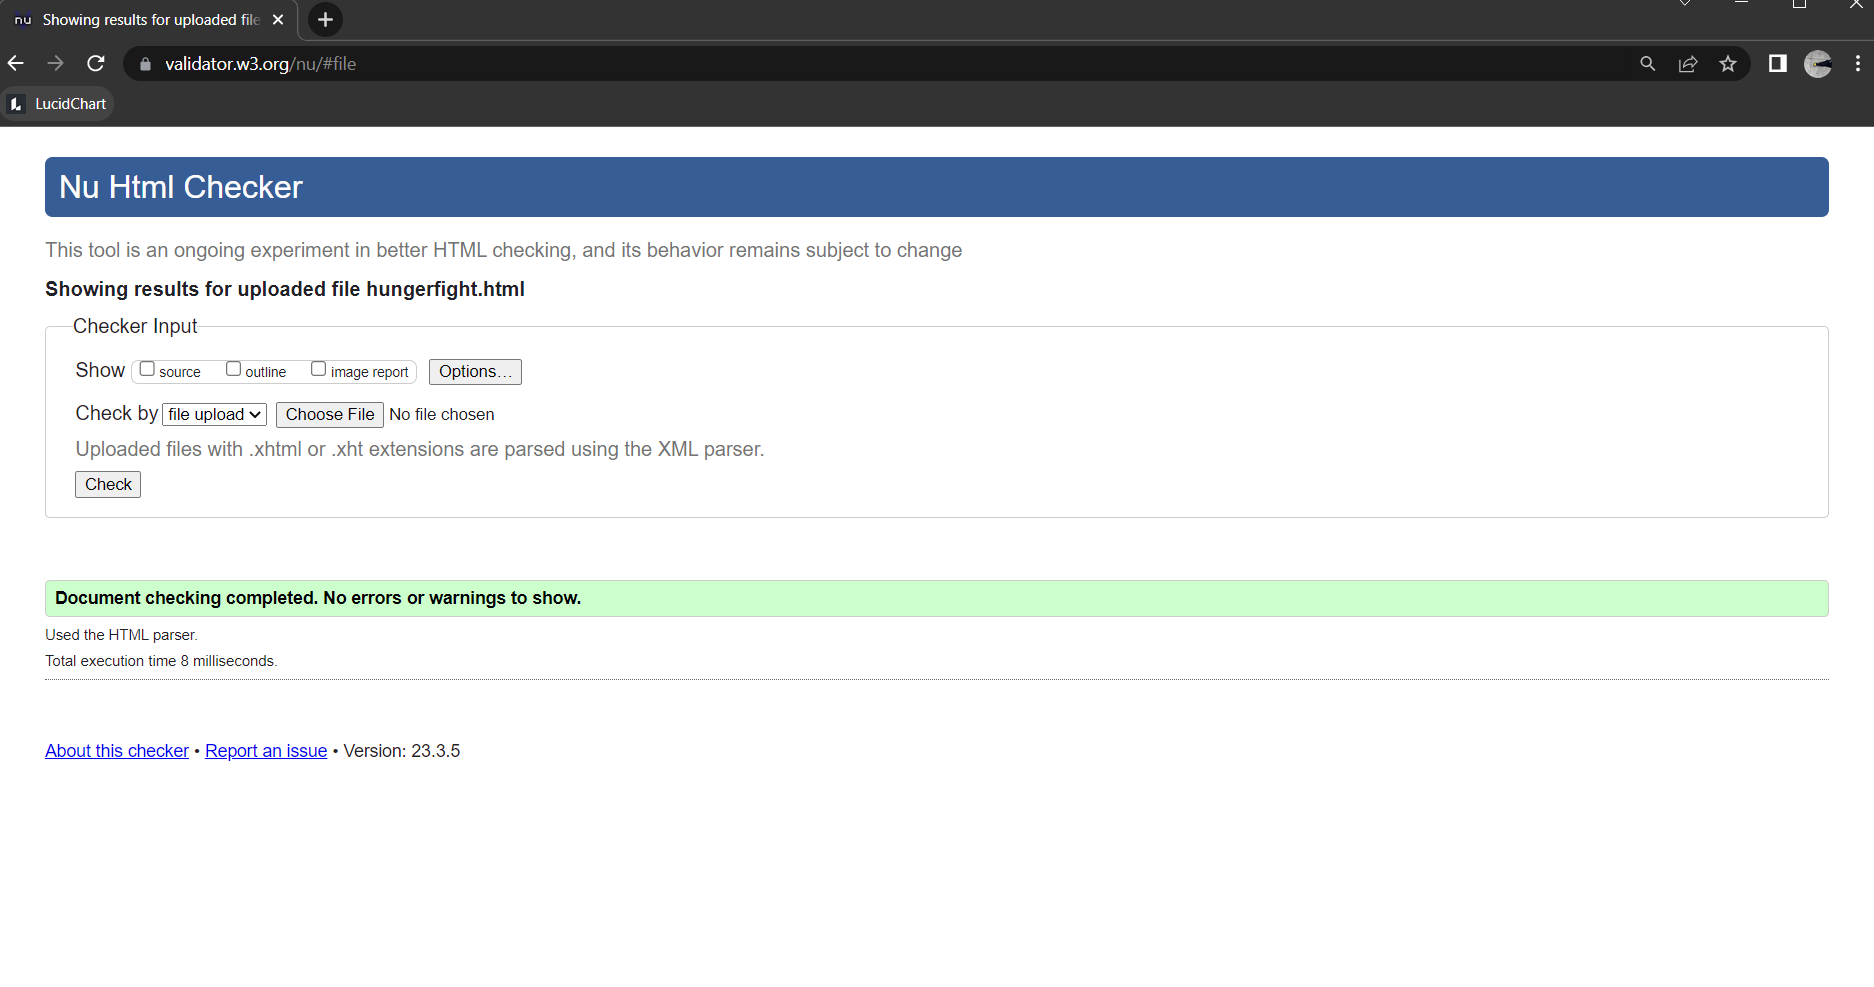 nu Showing results for uploaded file
validator.w3.org/nu/#file
LucidChart
Nu Html Checker
This tool is an ongoing experiment in better HTML checking, and its behavior remains subject to change
Showing results for uploaded file hungerfight.html
Checker Input
Show source outline image report Options...
Check by file upload Choose File No file chosen
Uploaded files with .xhtml or .xht extensions are parsed using the XML parser.
Check
Document checking completed. No errors or warnings to show.
Used the HTML parser.
Total execution time 8 milliseconds.
About this checker • Report an issue • Version: 23.3.5